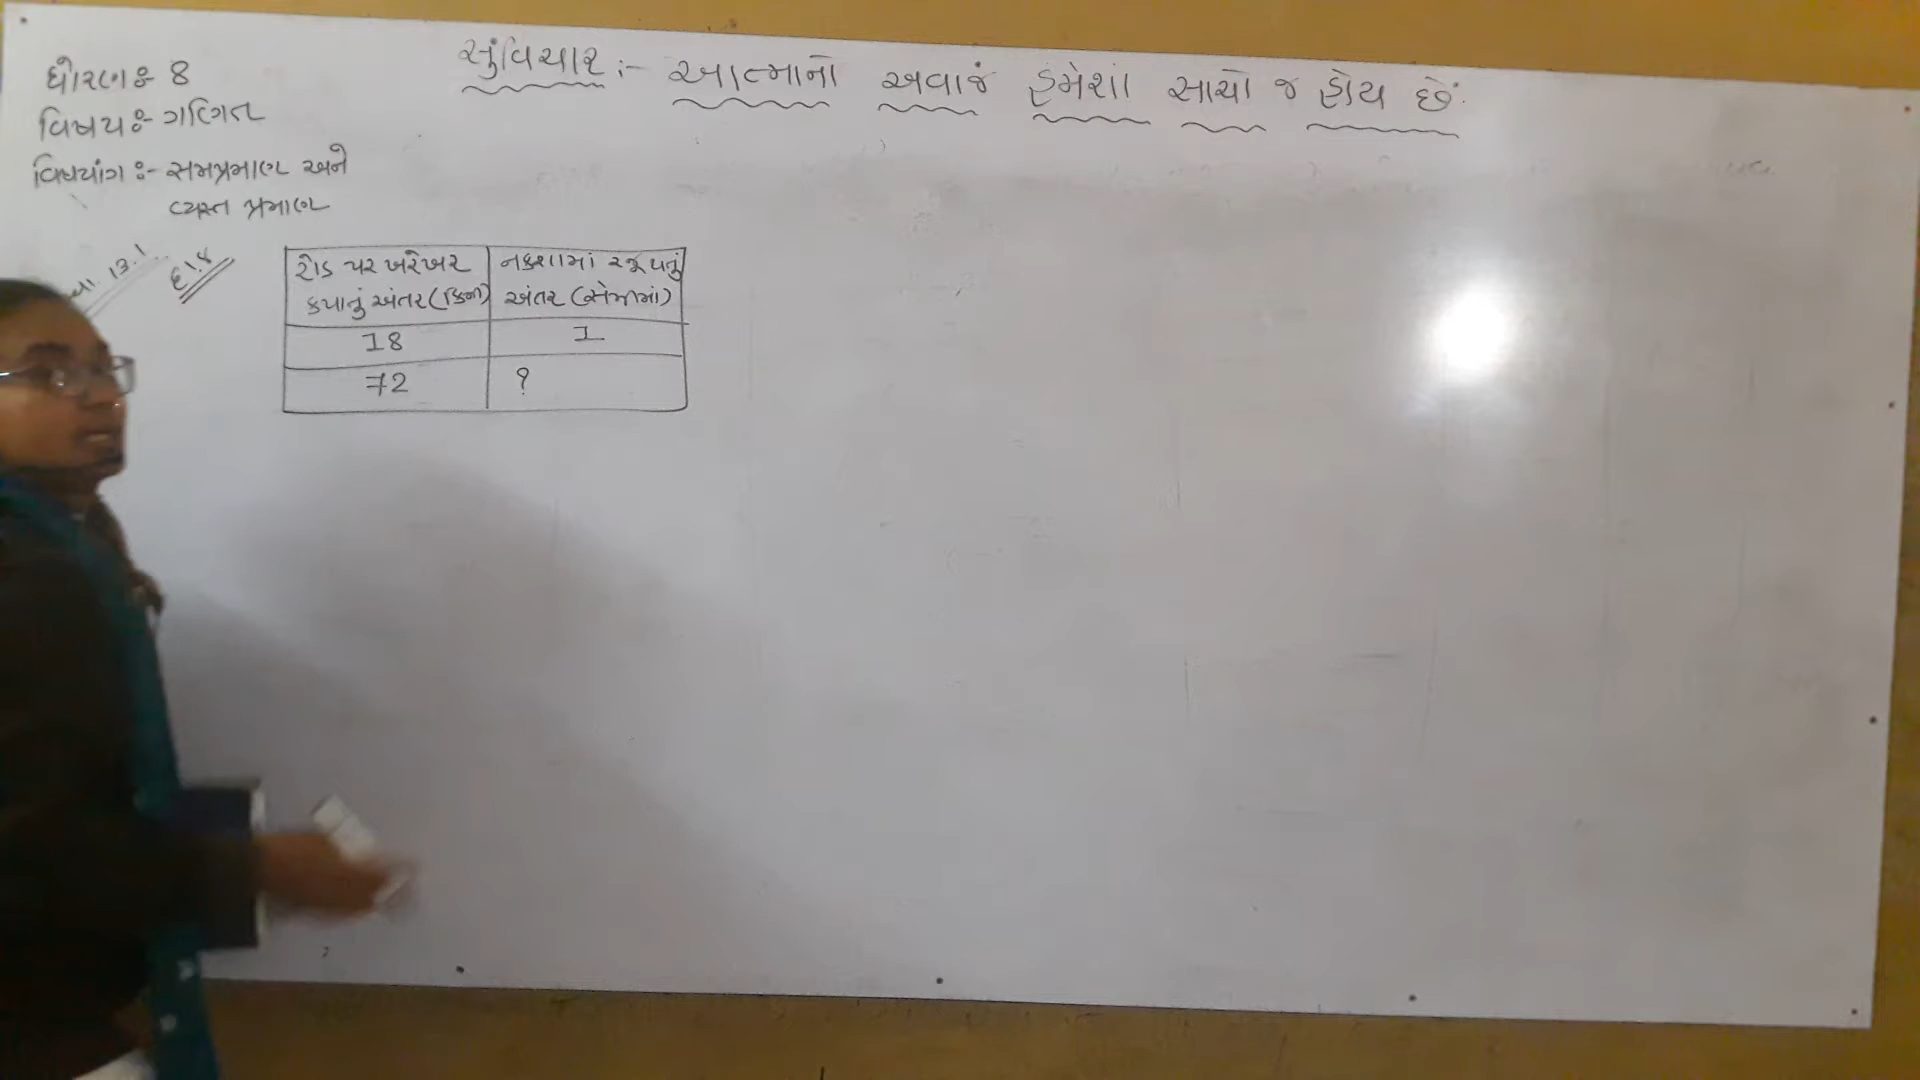 સુંવિચાર :- આત્માનો અવાજ હંમેશા સાચો જ હોય છે.
ધોરણ :- 8
વિષય :- ગણિત
વિષયાંગ :- સમપ્રમાણ અને
વ્યસ્ત પ્રમાણ
13.1
દા.8
રોડ પર ખરેખર નકશામાં રજૂ થતું
કપાતું અંતર (કિમી) અંતર (સેમીમાં)
18 1
72 ?